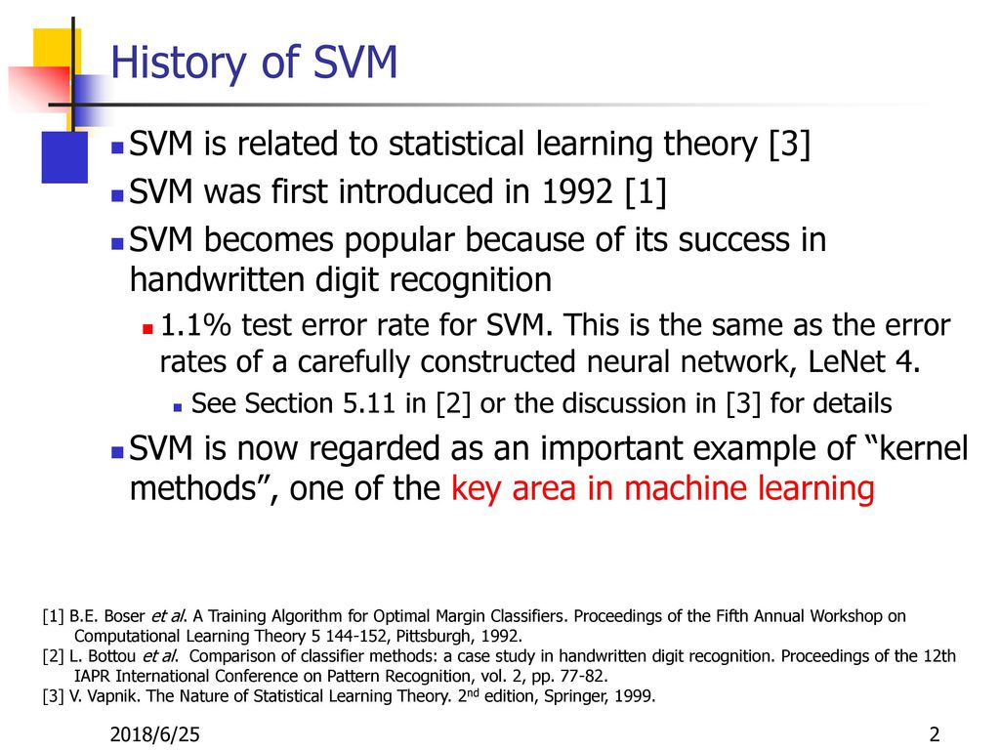 History of SVM
SVM is related to statistical learning theory [3]
SVM was first introduced in 1992 [1]
SVM becomes popular because of its success in
handwritten digit recognition
1.1% test error rate for SVM. This is the same as the error
rates of a carefully constructed neural network, LeNet 4.
See Section 5.11 in [2] or the discussion in [3] for details
SVM is now regarded as an important example of “kernel
methods”, one of the key area in machine learning
[1] B.E. Boser et al. A Training Algorithm for Optimal Margin Classifiers. Proceedings of the Fifth Annual Workshop on
Computational Learning Theory 5 144-152, Pittsburgh, 1992.
[2] L. Bottou et al. Comparison of classifier methods: a case study in handwritten digit recognition. Proceedings of the 12th
IAPR International Conference on Pattern Recognition, vol. 2, pp. 77-82.
[3] V. Vapnik. The Nature of Statistical Learning Theory. 2nd edition, Springer, 1999.
2018/6/25 2